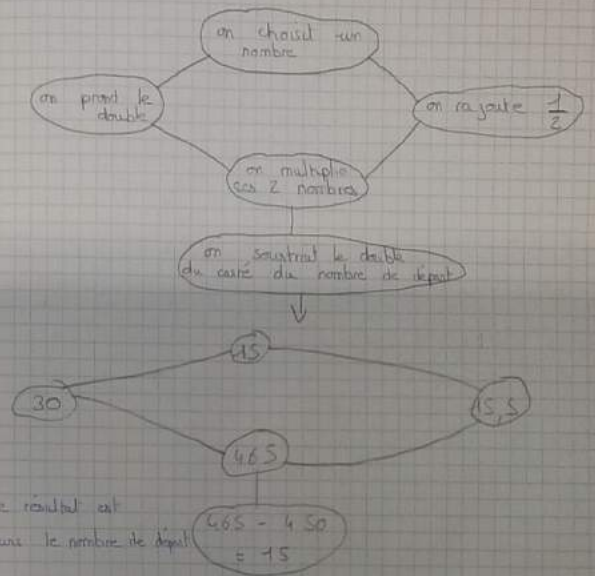 on choisit un
nombre
on prend le
double
on rajoute 1/2
on multiplie
ces 2 nombres
on soustrait le double
du carré du nombre de départ
15
30
15,5
465
le résultat est
le nombre de départ
465 - 450
= 15